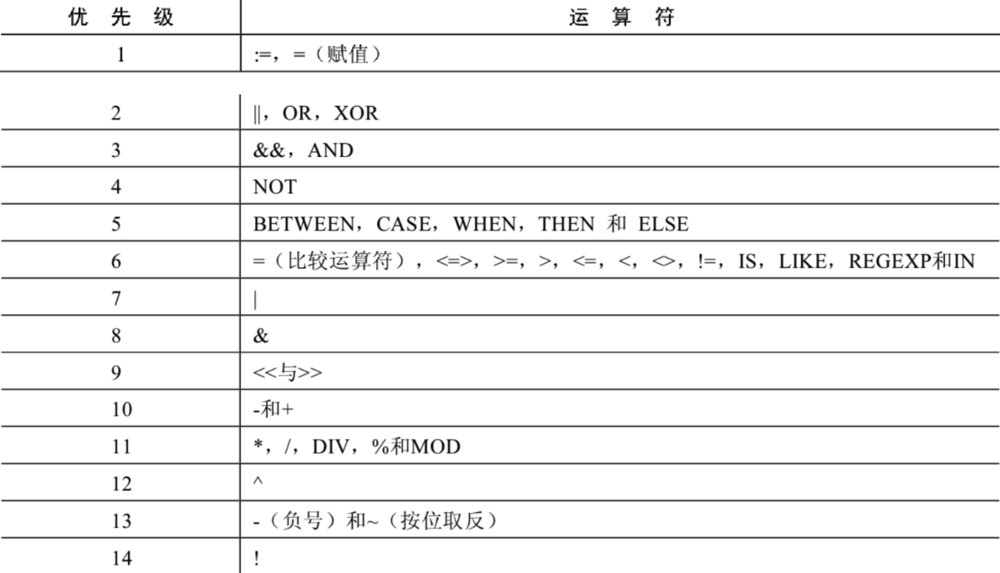 优 先 级 运 算 符
1 :=，=（赋值）
2 ||，OR，XOR
3 &&，AND
4 NOT
5 BETWEEN，CASE，WHEN，THEN 和 ELSE
6 =（比较运算符），<=>，>=，>，<=，<，<>，!=，IS，LIKE，REGEXP和IN
7 |
8 &
9 <<与>>
10 -和+
11 *，/，DIV，%和MOD
12 ^
13 -（负号）和~（按位取反）
14 !